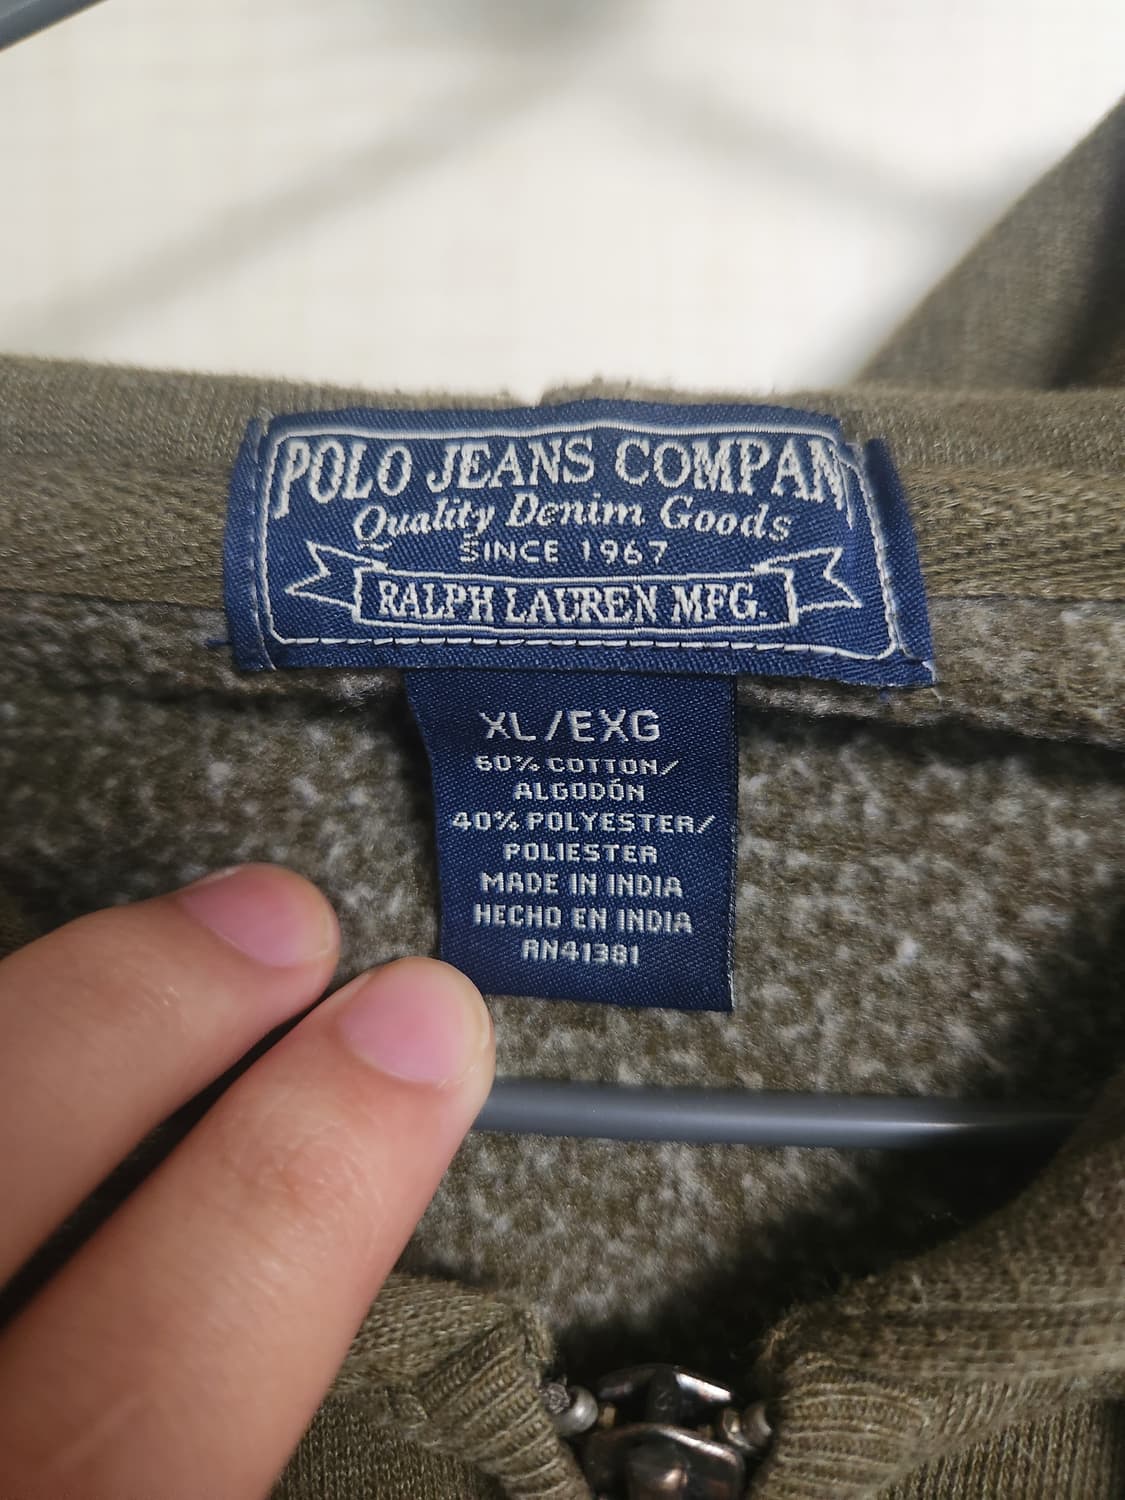 POLO JEANS COMPAN
Quality Denim Goods
SINCE 1967
RALPH LAUREN MFG.
XL/EXG
60% COTTON/
ALGODÓN
40% POLYESTER/
POLIESTER
MADE IN INDIA
HECHO EN INDIA
RN41381